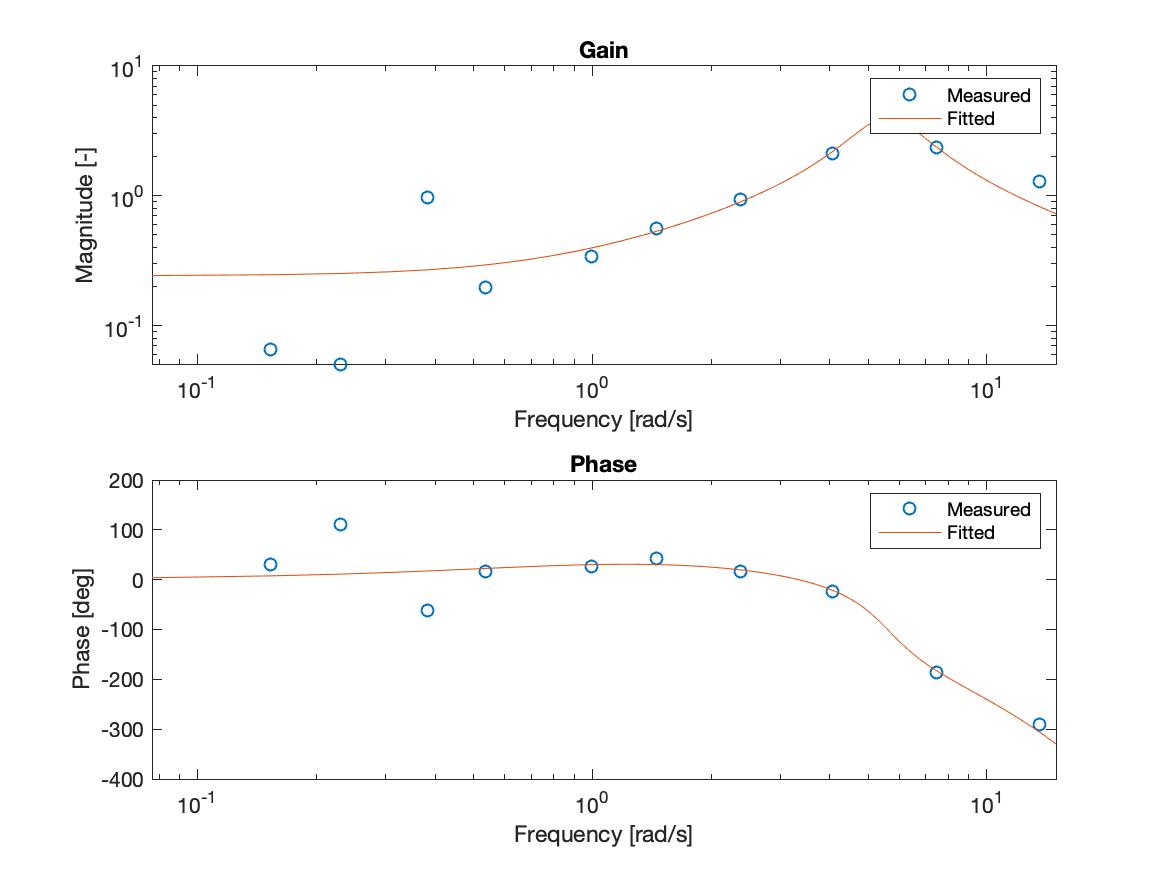 Gain
10^1
10^0
10^-1
Magnitude [-]
Measured
Fitted
10^-1 10^0 10^1
Frequency [rad/s]
Phase
200
100
0
-100
-200
-300
-400
Phase [deg]
Measured
Fitted
10^-1 10^0 10^1
Frequency [rad/s]